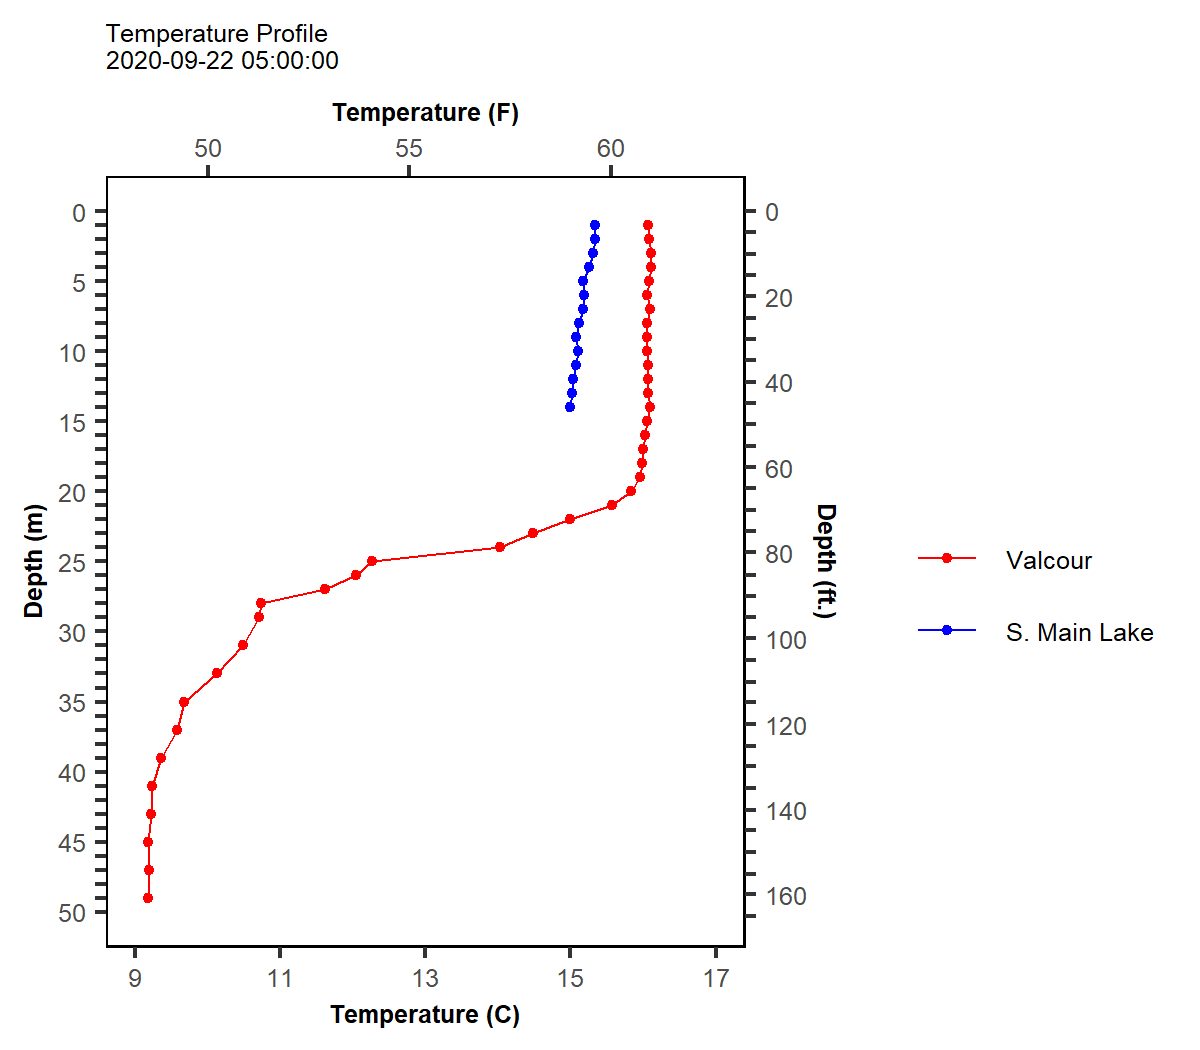 Temperature Profile
2020-09-22 05:00:00
Temperature (F)
50 55 60
0
5
10
15
20
25
30
35
40
45
50
Depth (m)
0
20
40
60
80
100
120
140
160
Depth (ft.)
Valcour
S. Main Lake
9 11 13 15 17
Temperature (C)